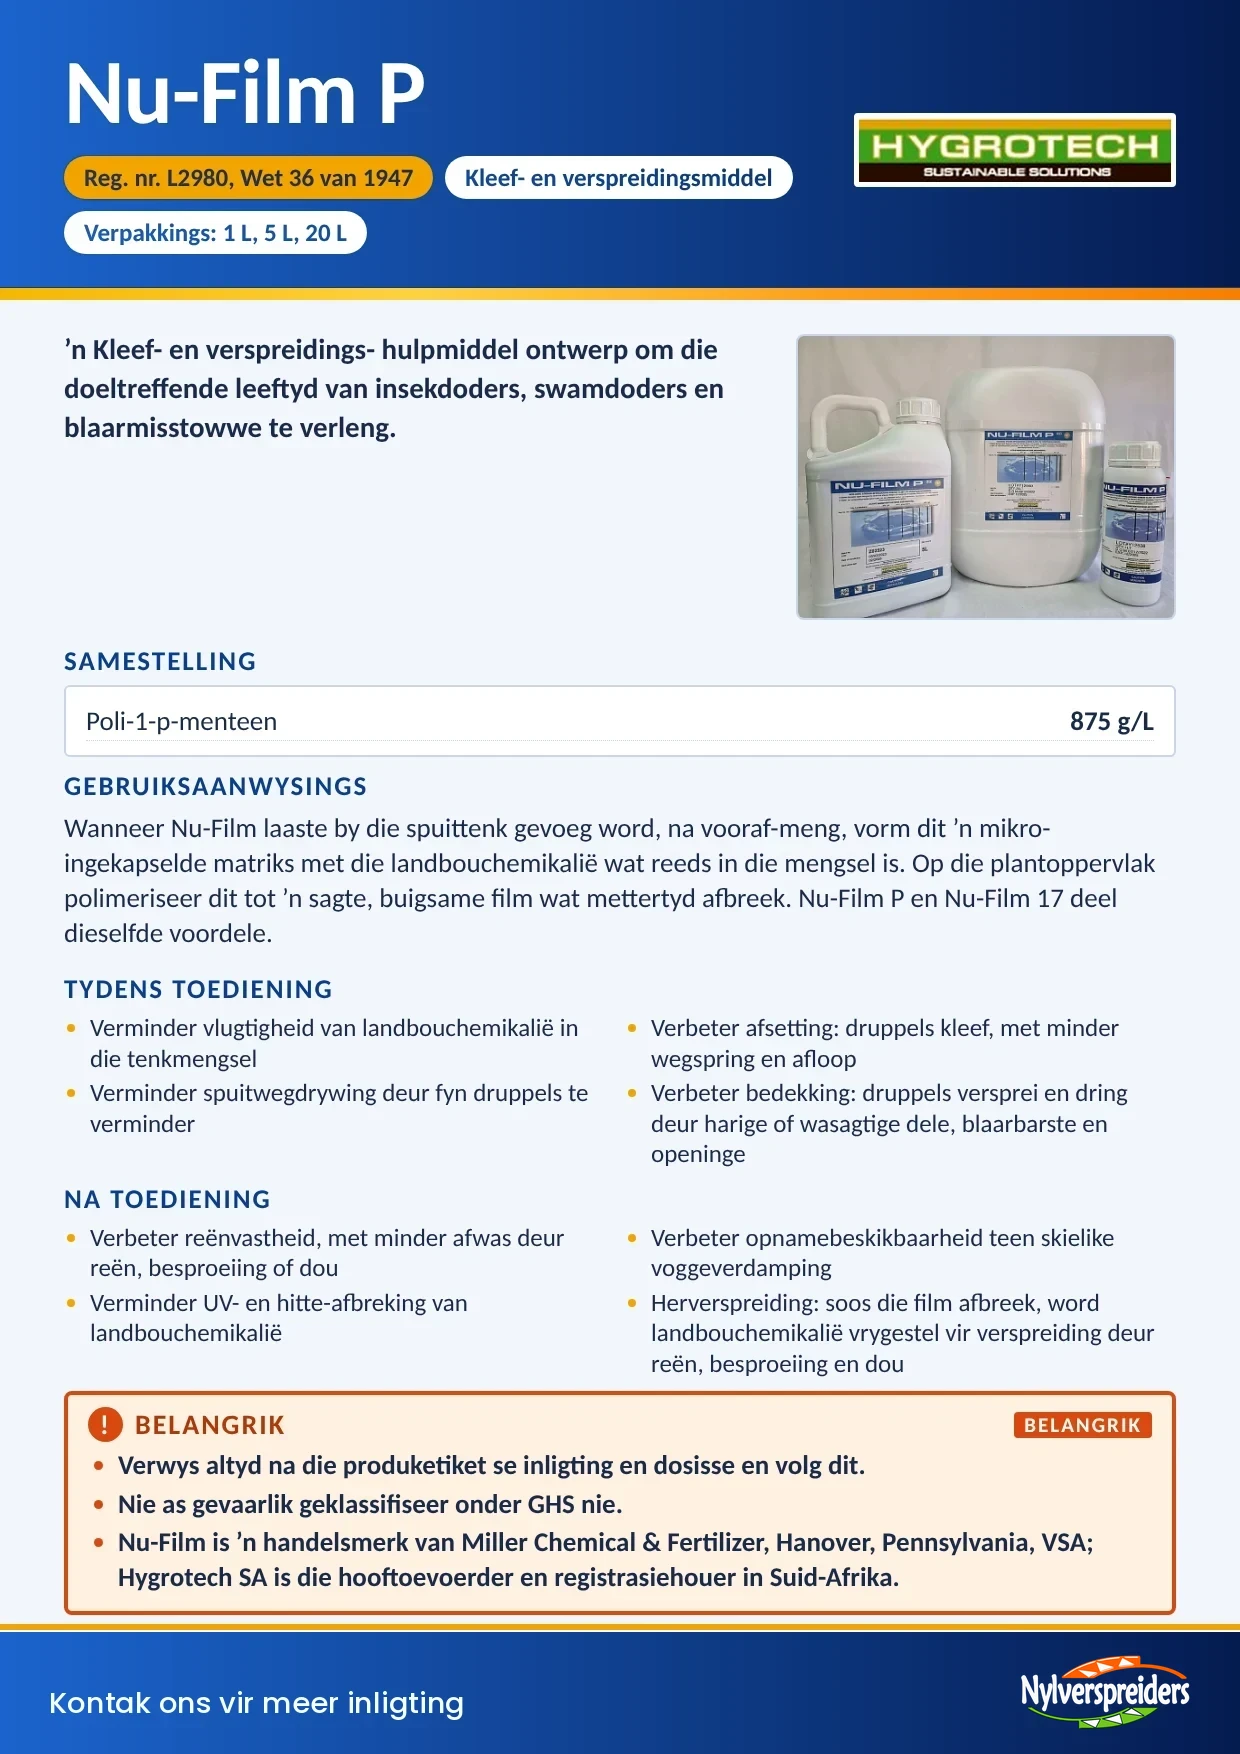 Nu-Film P
Reg. nr. L2980, Wet 36 van 1947
Kleef- en verspreidingsmiddel
Verpakkings: 1 L, 5 L, 20 L
HYGROTECH
SUSTAINABLE SOLUTIONS
’n Kleef- en verspreidings- hulpmiddel ontwerp om die
doeltreffende leeftyd van insekdoders, swamdoders en
blaarmisstowwe te verleng.
NU-FILM P
NU-FILM P
NU-FILM P
SAMESTELLING
Poli-1-p-menteen 875 g/L
GEBRUIKSAANWYSINGS
Wanneer Nu-Film laaste by die spuittenk gevoeg word, na vooraf-meng, vorm dit ’n mikro-
ingekapselde matriks met die landbouchemikalië wat reeds in die mengsel is. Op die plantoppervlak
polimeriseer dit tot ’n sagte, buigsame film wat mettertyd afbreek. Nu-Film P en Nu-Film 17 deel
dieselfde voordele.
TYDENS TOEDIENING
• Verminder vlugtigheid van landbouchemikalië in
die tenkmengsel
• Verminder spuitwegdrywing deur fyn druppels te
verminder
• Verbeter afsetting: druppels kleef, met minder
wegspring en afloop
• Verbeter bedekking: druppels versprei en dring
deur harige of wasagtige dele, blaarbarste en
openinge
NA TOEDIENING
• Verbeter reënvastheid, met minder afwas deur
reën, besproeiing of dou
• Verminder UV- en hitte-afbreking van
landbouchemikalië
• Verbeter opnamebeskikbaarheid teen skielike
voggeverdamping
• Herverspreiding: soos die film afbreek, word
landbouchemikalië vrygestel vir verspreiding deur
reën, besproeiing en dou
! BELANGRIK
BELANGRIK
• Verwys altyd na die produketiket se inligting en dosisse en volg dit.
• Nie as gevaarlik geklassifiseer onder GHS nie.
• Nu-Film is ’n handelsmerk van Miller Chemical & Fertilizer, Hanover, Pennsylvania, VSA;
Hygrotech SA is die hooftoevoerder en registrasiehouer in Suid-Afrika.
Kontak ons vir meer inligting
Nylverspreiders